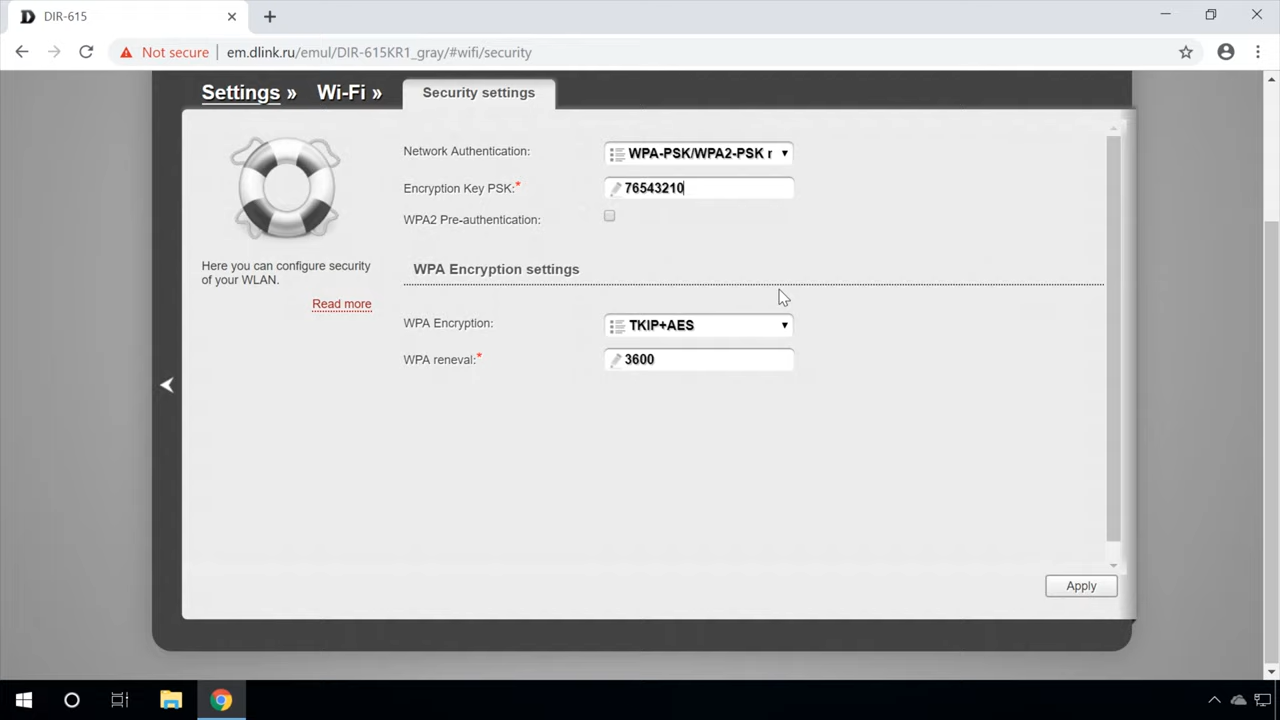 DIR-615
Not secure em.dlink.ru/emul/DIR-615KR1_gray/#wifi/security
Settings » Wi-Fi » Security settings
Network Authentication: WPA-PSK/WPA2-PSK r
Encryption Key PSK:* 76543210
WPA2 Pre-authentication:
WPA Encryption settings
Here you can configure security
of your WLAN.
Read more
WPA Encryption: TKIP+AES
WPA reneval:* 3600
Apply